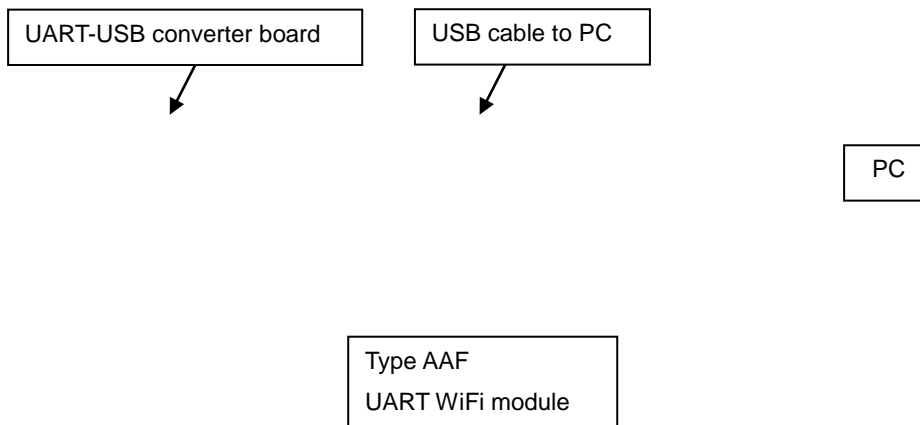 UART-USB converter board
USB cable to PC
PC
Type AAF
UART WiFi module